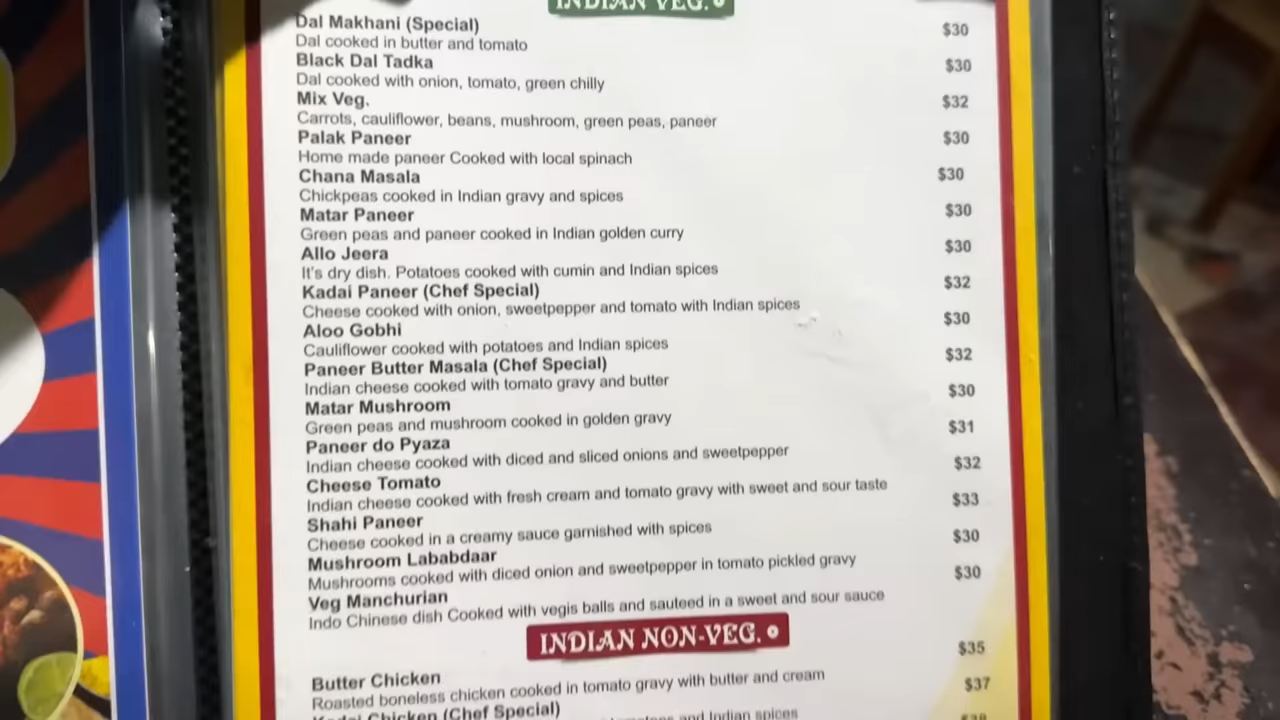 INDIAN VEG.
Dal Makhani (Special) $30
Dal cooked in butter and tomato
Black Dal Tadka $30
Dal cooked with onion, tomato, green chilly
Mix Veg. $32
Carrots, cauliflower, beans, mushroom, green peas, paneer
Palak Paneer $30
Home made paneer Cooked with local spinach
Chana Masala $30
Chickpeas cooked in Indian gravy and spices
Matar Paneer $30
Green peas and paneer cooked in Indian golden curry
Allo Jeera $30
It's dry dish. Potatoes cooked with cumin and Indian spices
Kadai Paneer (Chef Special) $32
Cheese cooked with onion, sweetpepper and tomato with Indian spices
Aloo Gobhi $30
Cauliflower cooked with potatoes and Indian spices
Paneer Butter Masala (Chef Special) $32
Indian cheese cooked with tomato gravy and butter
Matar Mushroom $30
Green peas and mushroom cooked in golden gravy
Paneer do Pyaza $31
Indian cheese cooked with diced and sliced onions and sweetpepper
Cheese Tomato $32
Indian cheese cooked with fresh cream and tomato gravy with sweet and sour taste
Shahi Paneer $33
Cheese cooked in a creamy sauce garnished with spices
Mushroom Lababdaar $30
Mushrooms cooked with diced onion and sweetpepper in tomato pickled gravy
Veg Manchurian $30
Indo Chinese dish Cooked with vegis balls and sauteed in a sweet and sour sauce
INDIAN NON-VEG.
Butter Chicken $35
Roasted boneless chicken cooked in tomato gravy with butter and cream
Kadai Chicken (Chef Special) $37
and Indian spices